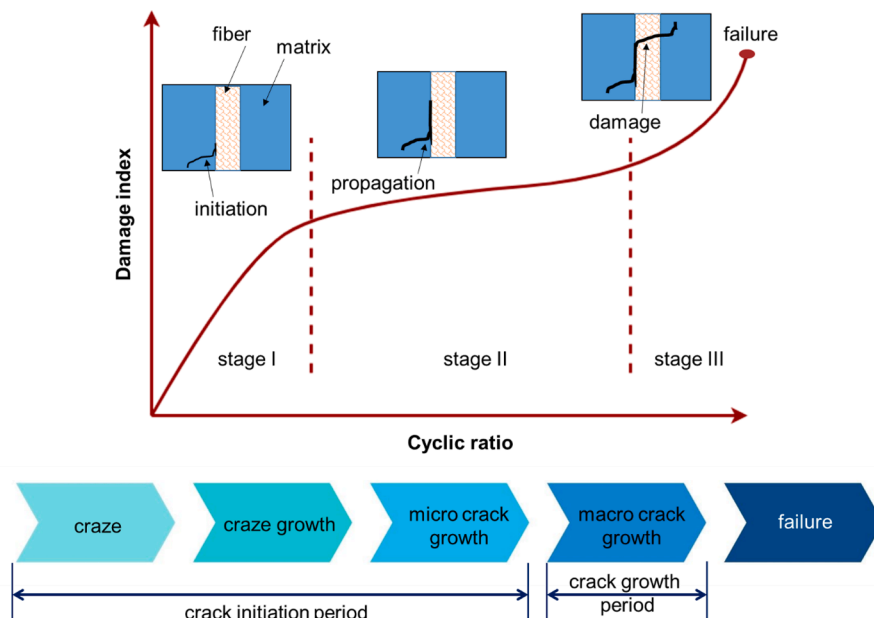 fiber
matrix
failure
initiation
propagation
damage
Damage index
stage I
stage II
stage III
Cyclic ratio
craze
craze growth
micro crack
growth
macro crack
growth
failure
crack initiation period
crack growth
period